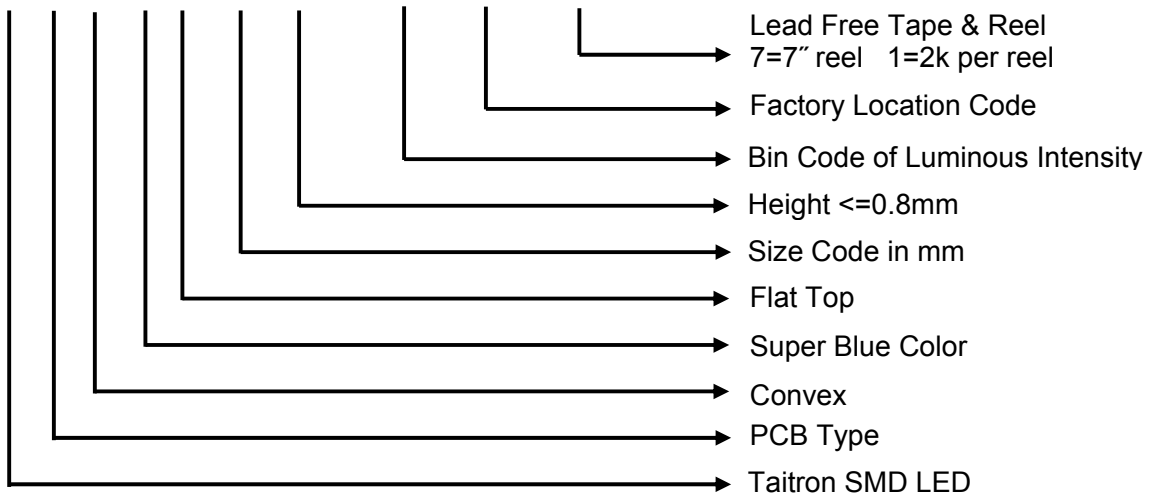 Lead Free Tape & Reel
7=7˝ reel 1=2k per reel
Factory Location Code
Bin Code of Luminous Intensity
Height <=0.8mm
Size Code in mm
Flat Top
Super Blue Color
Convex
PCB Type
Taitron SMD LED